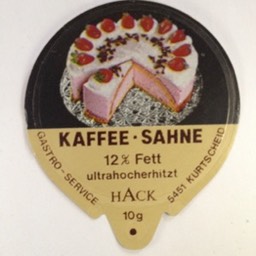 KAFFEE · SAHNE
12% Fett
ultrahocherhitzt
GASTRO - SERVICE
HACK
5451 KURTSCHEID
10g